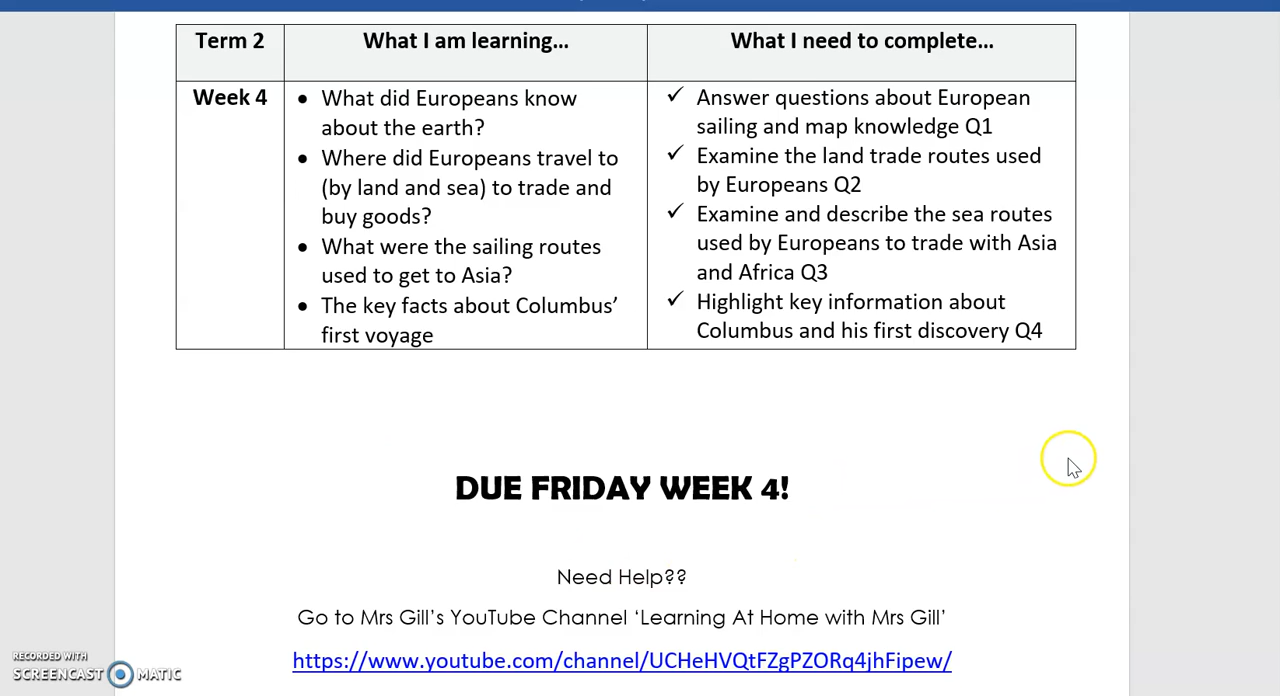 Term 2 What I am learning... What I need to complete...
Week 4
• What did Europeans know
about the earth?
• Where did Europeans travel to
(by land and sea) to trade and
buy goods?
• What were the sailing routes
used to get to Asia?
• The key facts about Columbus’
first voyage
✓ Answer questions about European
sailing and map knowledge Q1
✓ Examine the land trade routes used
by Europeans Q2
✓ Examine and describe the sea routes
used by Europeans to trade with Asia
and Africa Q3
✓ Highlight key information about
Columbus and his first discovery Q4
DUE FRIDAY WEEK 4!
Need Help??
Go to Mrs Gill’s YouTube Channel ‘Learning At Home with Mrs Gill’
https://www.youtube.com/channel/UCHeHVQtFZgPZORq4jhFipew/
RECORDED WITH
SCREENCAST MATIC